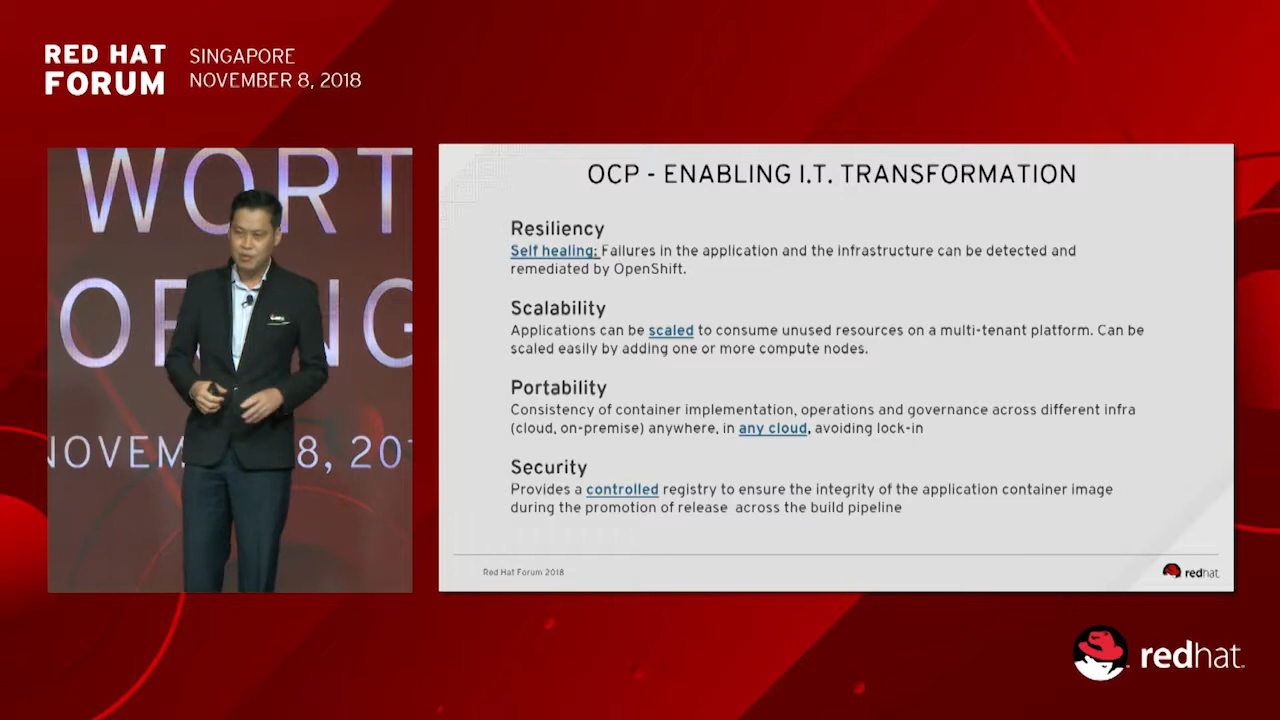 RED HAT
FORUM
SINGAPORE
NOVEMBER 8, 2018
WORT
NOVEM 8, 201
OCP - ENABLING I.T. TRANSFORMATION
Resiliency
Self healing: Failures in the application and the infrastructure can be detected and
remediated by OpenShift.
Scalability
Applications can be scaled to consume unused resources on a multi-tenant platform. Can be
scaled easily by adding one or more compute nodes.
Portability
Consistency of container implementation, operations and governance across different infra
(cloud, on-premise) anywhere, in any cloud, avoiding lock-in
Security
Provides a controlled registry to ensure the integrity of the application container image
during the promotion of release across the build pipeline
Red Hat Forum 2018
redhat.
redhat.